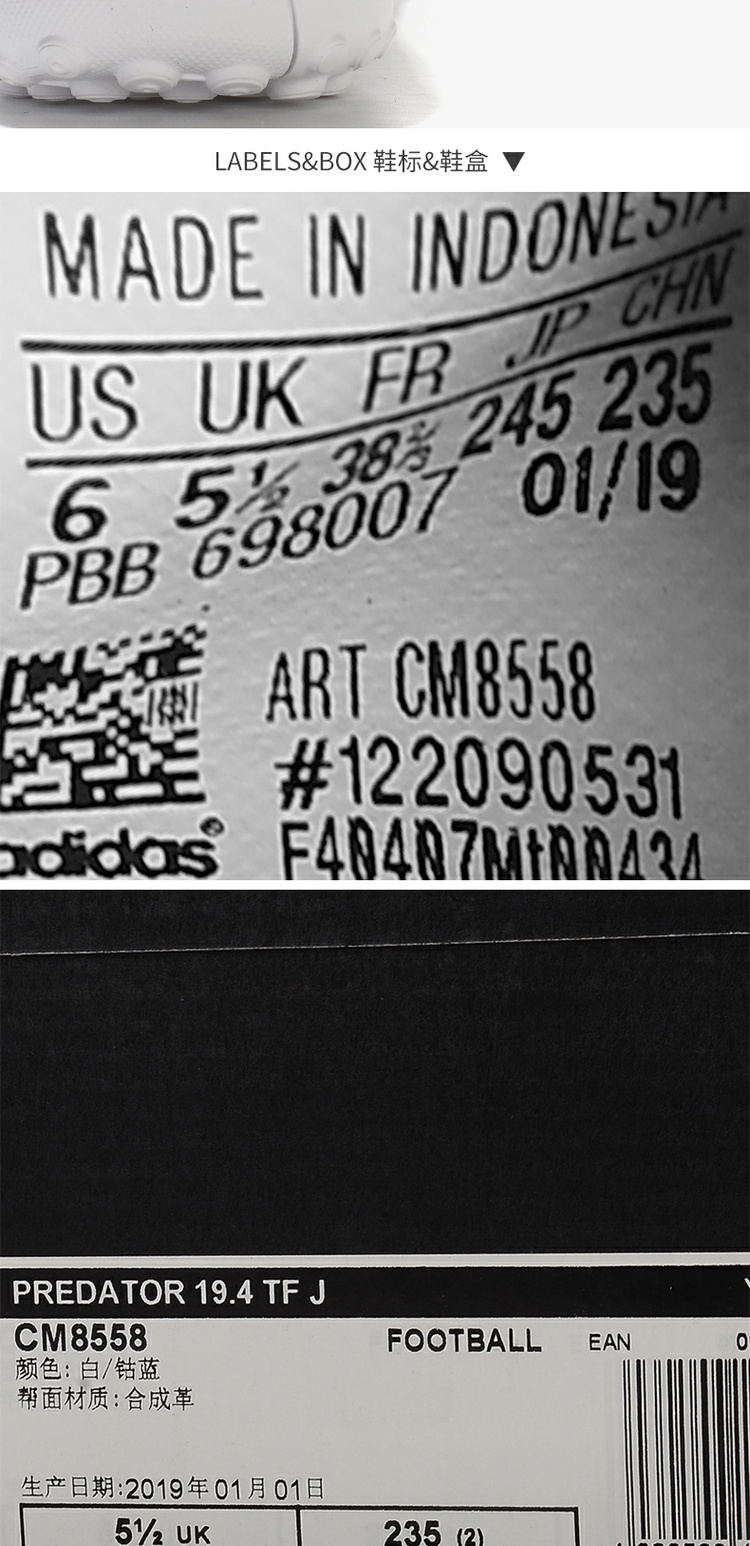 LABELS&BOX 鞋标&鞋盒 ▼
MADE IN INDONESIA
US UK FR JP CHN
6 5½ 38⅔ 245 235
PBB 698007 01/19
ART CM8558
#122090531
adidas®
PREDATOR 19.4 TF J
CM8558 FOOTBALL EAN
颜色: 白/钴蓝
帮面材质: 合成革
生产日期:2019年01月01日
5½ UK 235 (2)